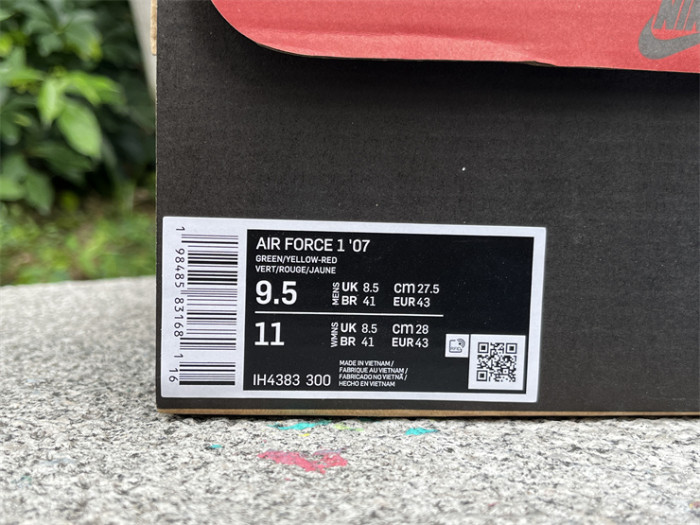 NIKE
AIR FORCE 1 '07
GREEN/YELLOW-RED
VERT/ROUGE/JAUNE
9.5 MENS UK 8.5 CM 27.5
BR 41 EUR 43
11 WMNS UK 8.5 CM 28
BR 41 EUR 43
IH4383 300
MADE IN VIETNAM /
FABRIQUE AU VIETNAM /
FABRICADO NO VIETNÃ /
HECHO EN VIETNAM
1 98485 83168 1 16